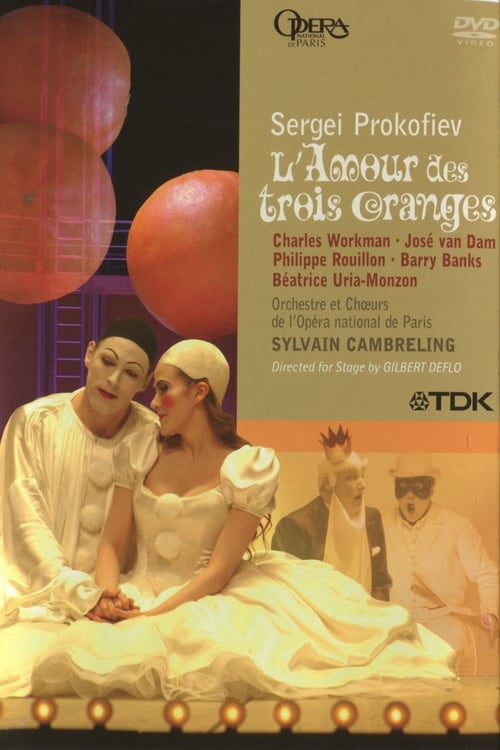 OPERA
NATIONAL
DE PARIS
DVD
VIDEO
Sergei Prokofiev
L'Amour des
trois Oranges
Charles Workman · José van Dam
Philippe Rouillon · Barry Banks
Béatrice Uria-Monzon
Orchestre et Chœurs
de l'Opéra national de Paris
SYLVAIN CAMBRELING
Directed for Stage by GILBERT DEFLO
TDK